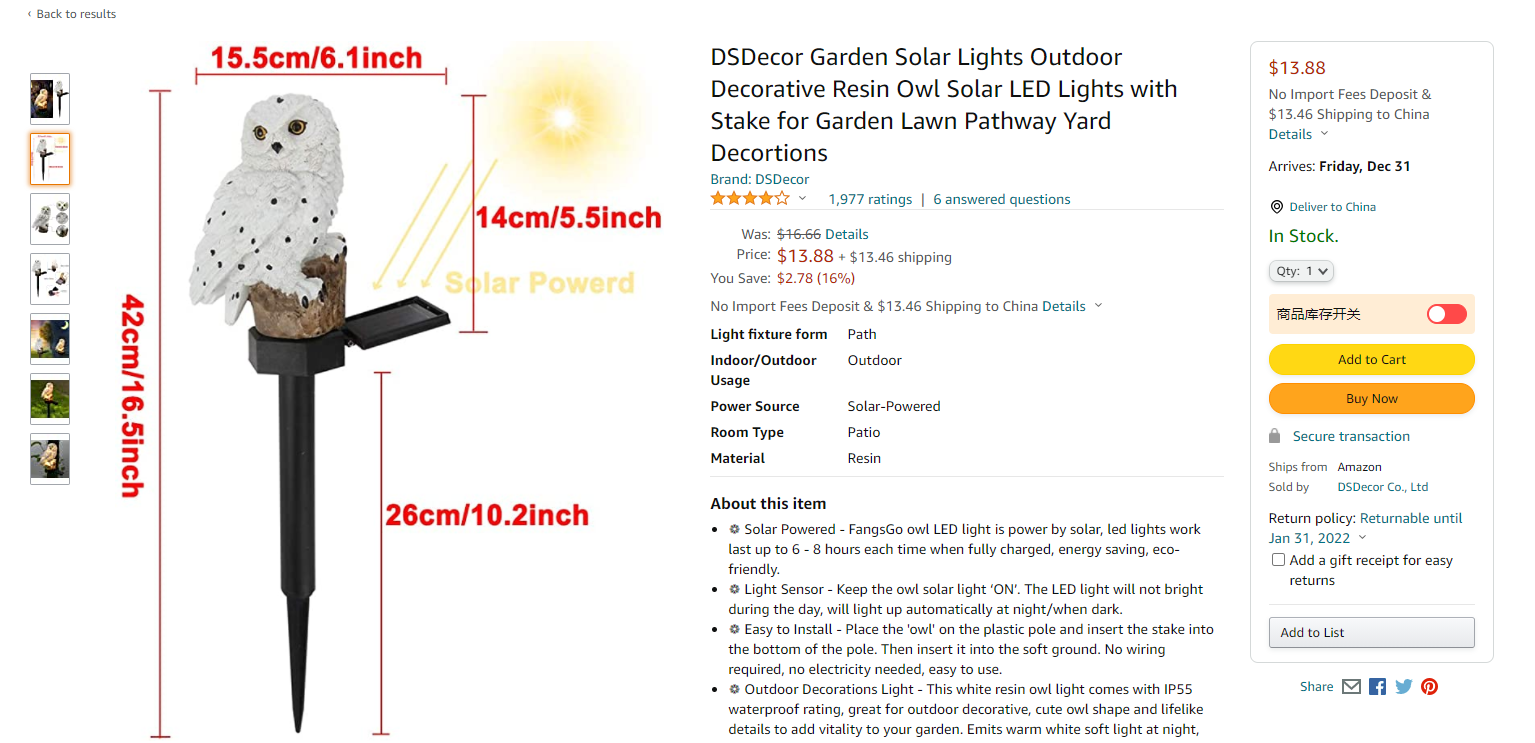 ‹ Back to results
15.5cm/6.1inch
14cm/5.5inch
Solar Powerd
42cm/16.5inch
26cm/10.2inch
DSDecor Garden Solar Lights Outdoor
Decorative Resin Owl Solar LED Lights with
Stake for Garden Lawn Pathway Yard
Decortions
Brand: DSDecor
1,977 ratings | 6 answered questions
Was: $16.66 Details
Price: $13.88 + $13.46 shipping
You Save: $2.78 (16%)
No Import Fees Deposit & $13.46 Shipping to China Details
Light fixture form Path
Indoor/Outdoor Outdoor
Usage
Power Source Solar-Powered
Room Type Patio
Material Resin
About this item
• ❂ Solar Powered - FangsGo owl LED light is power by solar, led lights work
last up to 6 - 8 hours each time when fully charged, energy saving, eco-
friendly.
• ❂ Light Sensor - Keep the owl solar light ‘ON’. The LED light will not bright
during the day, will light up automatically at night/when dark.
• ❂ Easy to Install - Place the 'owl' on the plastic pole and insert the stake into
the bottom of the pole. Then insert it into the soft ground. No wiring
required, no electricity needed, easy to use.
• ❂ Outdoor Decorations Light - This white resin owl light comes with IP55
waterproof rating, great for outdoor decorative, cute owl shape and lifelike
details to add vitality to your garden. Emits warm white soft light at night,
$13.88
No Import Fees Deposit &
$13.46 Shipping to China
Details
Arrives: Friday, Dec 31
Deliver to China
In Stock.
Qty: 1
商品库存开关
Add to Cart
Buy Now
Secure transaction
Ships from Amazon
Sold by DSDecor Co., Ltd
Return policy: Returnable until
Jan 31, 2022
Add a gift receipt for easy
returns
Add to List
Share